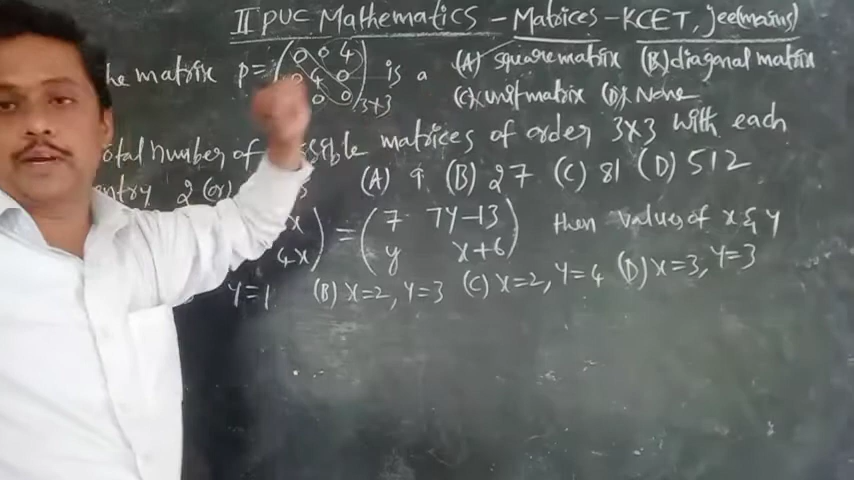 II PUC Mathematics - Matrices - KCET, Jee(mains)
he matrix p = (0 0 4 is a (A) square matrix (B) diagonal matrix
0 4 0
0 0)3×3 (C) unit matrix (D) None
otal number of ssible matrices of order 3×3 with each
entry 2 (or) (A) 9 (B) 27 (C) 81 (D) 512
x) = (7 7y-13) then values of x & y
4x) (y x+6)
y=1 (B) x=2, y=3 (C) x=2, y=4 (D) x=3, y=3